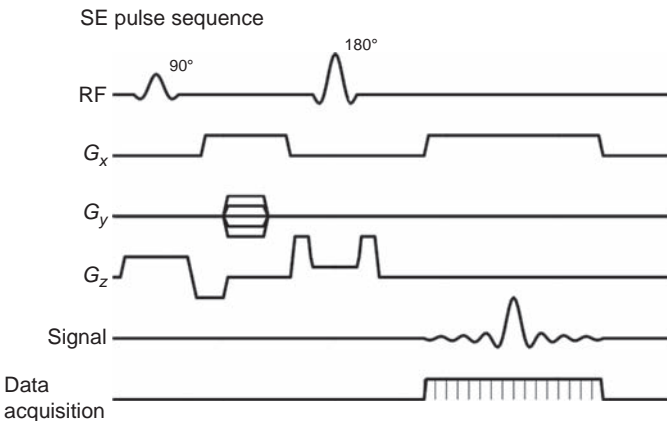 SE pulse sequence
90°
180°
RF
Gx
Gy
Gz
Signal
Data
acquisition